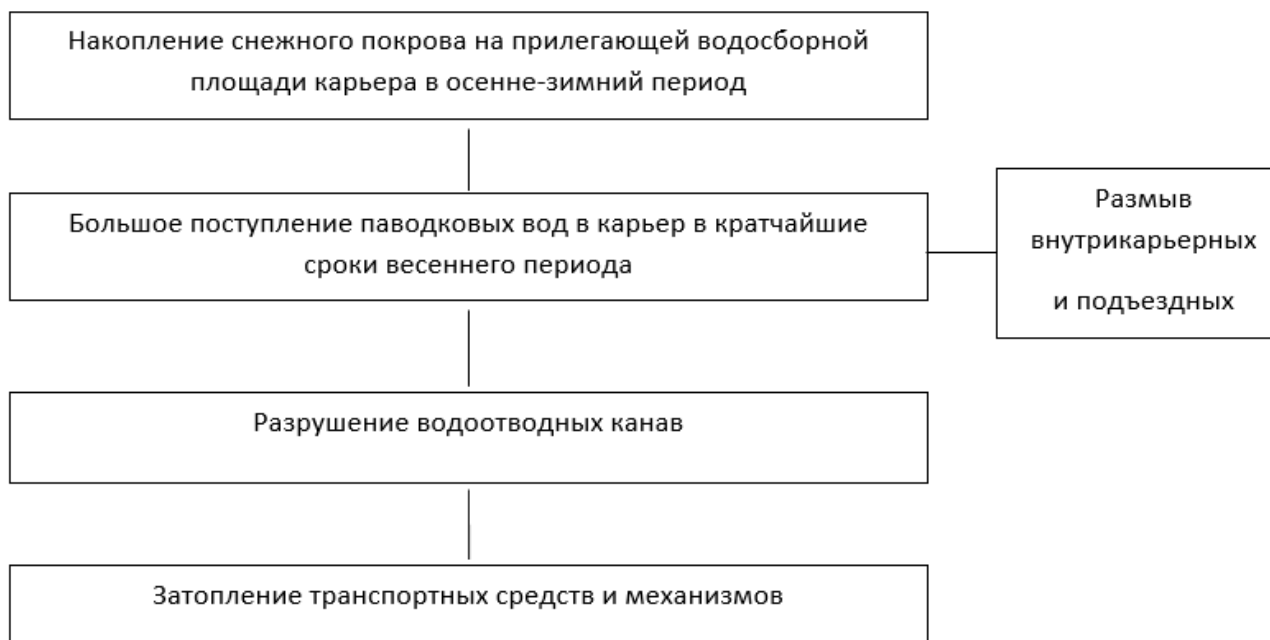 Накопление снежного покрова на прилегающей водосборной
площади карьера в осенне-зимний период
Большое поступление паводковых вод в карьер в кратчайшие
сроки весеннего периода
Размыв
внутрикарьерных
и подъездных
Разрушение водоотводных канав
Затопление транспортных средств и механизмов